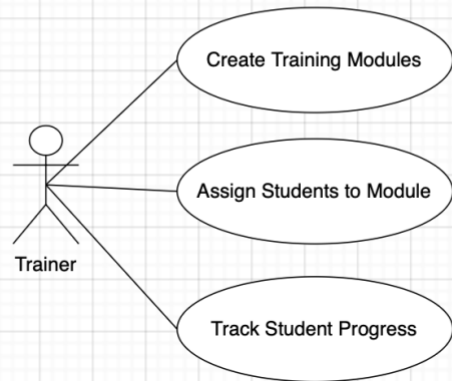 Create Training Modules
Assign Students to Module
Trainer
Track Student Progress